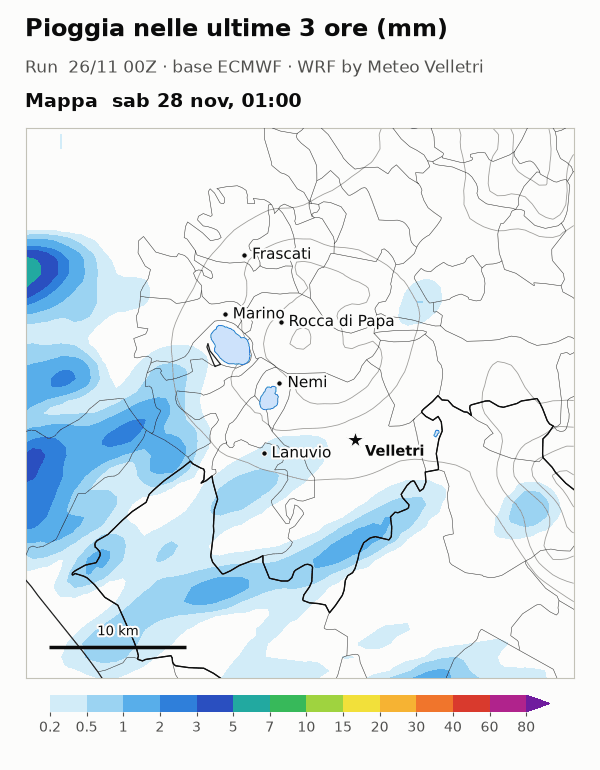 Pioggia nelle ultime 3 ore (mm)
Run  26/11 00Z · base ECMWF · WRF by Meteo Velletri
Mappa  sab 28 nov, 01:00
Frascati
Marino
Rocca di Papa
Nemi
Velletri
Lanuvio
10 km
0.2 0.5 1 2 3 5 7 10 15 20 30 40 60 80